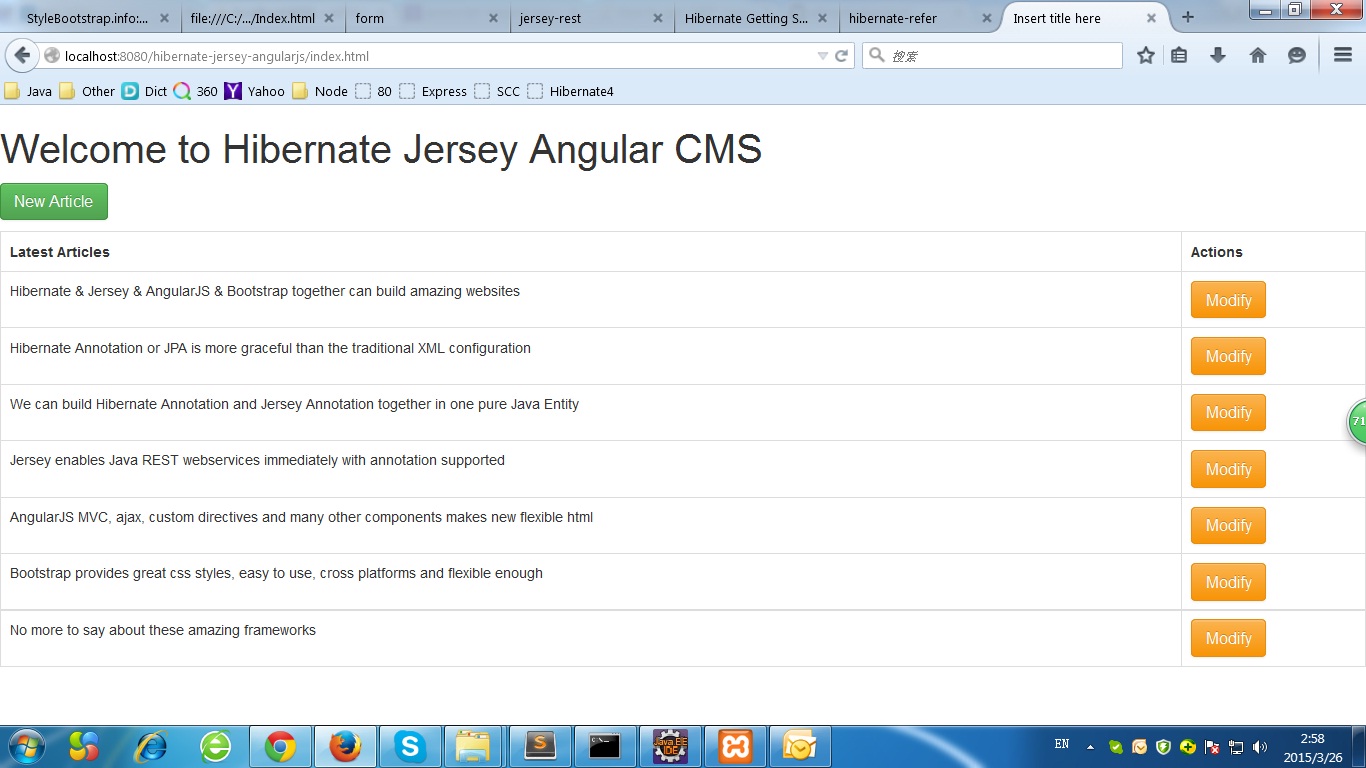 StyleBootstrap.info:...
file:///C:/.../Index.html
form
jersey-rest
Hibernate Getting S...
hibernate-refer
Insert title here
localhost:8080/hibernate-jersey-angularjs/index.html
搜索
Java
Other
Dict
360
Yahoo
Node
80
Express
SCC
Hibernate4
Welcome to Hibernate Jersey Angular CMS
New Article
Latest Articles
Actions
Hibernate & Jersey & AngularJS & Bootstrap together can build amazing websites
Modify
Hibernate Annotation or JPA is more graceful than the traditional XML configuration
Modify
We can build Hibernate Annotation and Jersey Annotation together in one pure Java Entity
Modify
71
Jersey enables Java REST webservices immediately with annotation supported
Modify
AngularJS MVC, ajax, custom directives and many other components makes new flexible html
Modify
Bootstrap provides great css styles, easy to use, cross platforms and flexible enough
Modify
No more to say about these amazing frameworks
Modify
Java EE
IDE
EN
2:58
2015/3/26